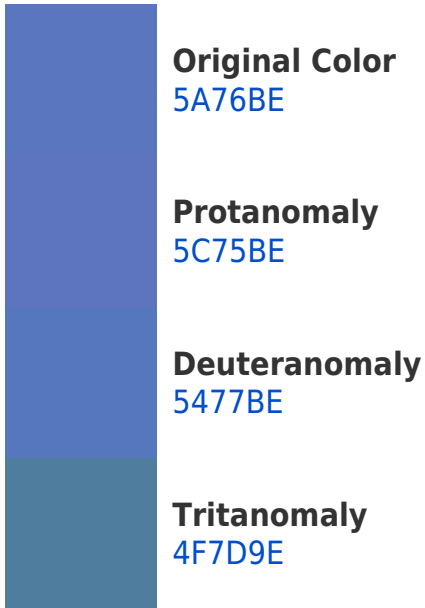 Original Color
5A76BE
Protanomaly
5C75BE
Deuteranomaly
5477BE
Tritanomaly
4F7D9E